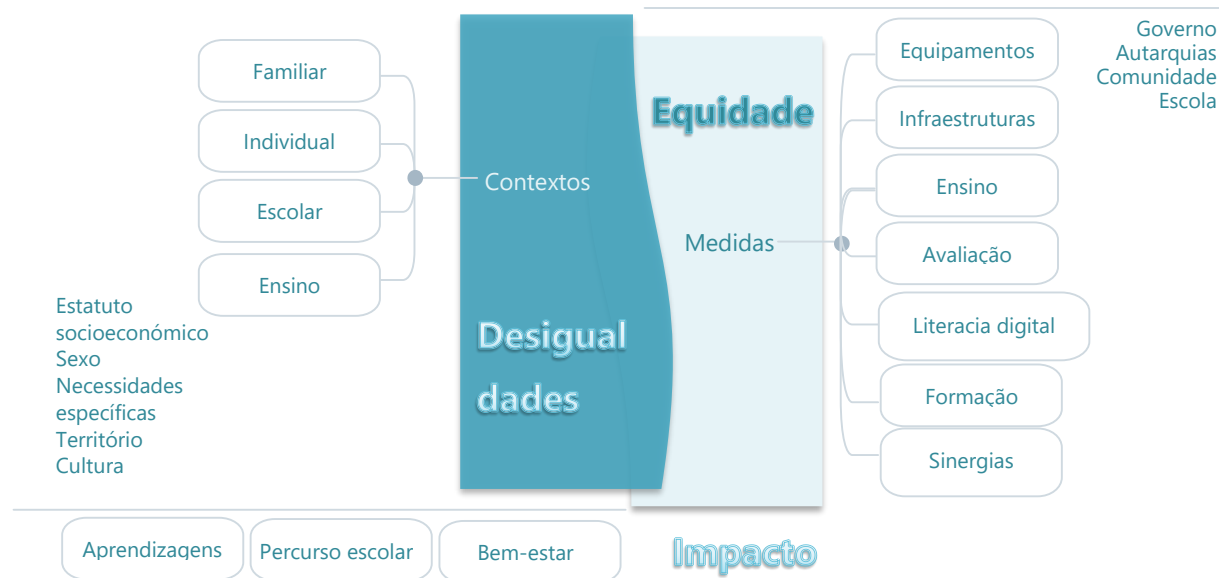 Familiar
Individual
Escolar
Ensino
Contextos
Estatuto
socioeconómico
Sexo
Necessidades
específicas
Território
Cultura
Desigual
dades
Equidade
Medidas
Equipamentos
Infraestruturas
Ensino
Avaliação
Literacia digital
Formação
Sinergias
Governo
Autarquias
Comunidade
Escola
Aprendizagens
Percurso escolar
Bem-estar
Impacto